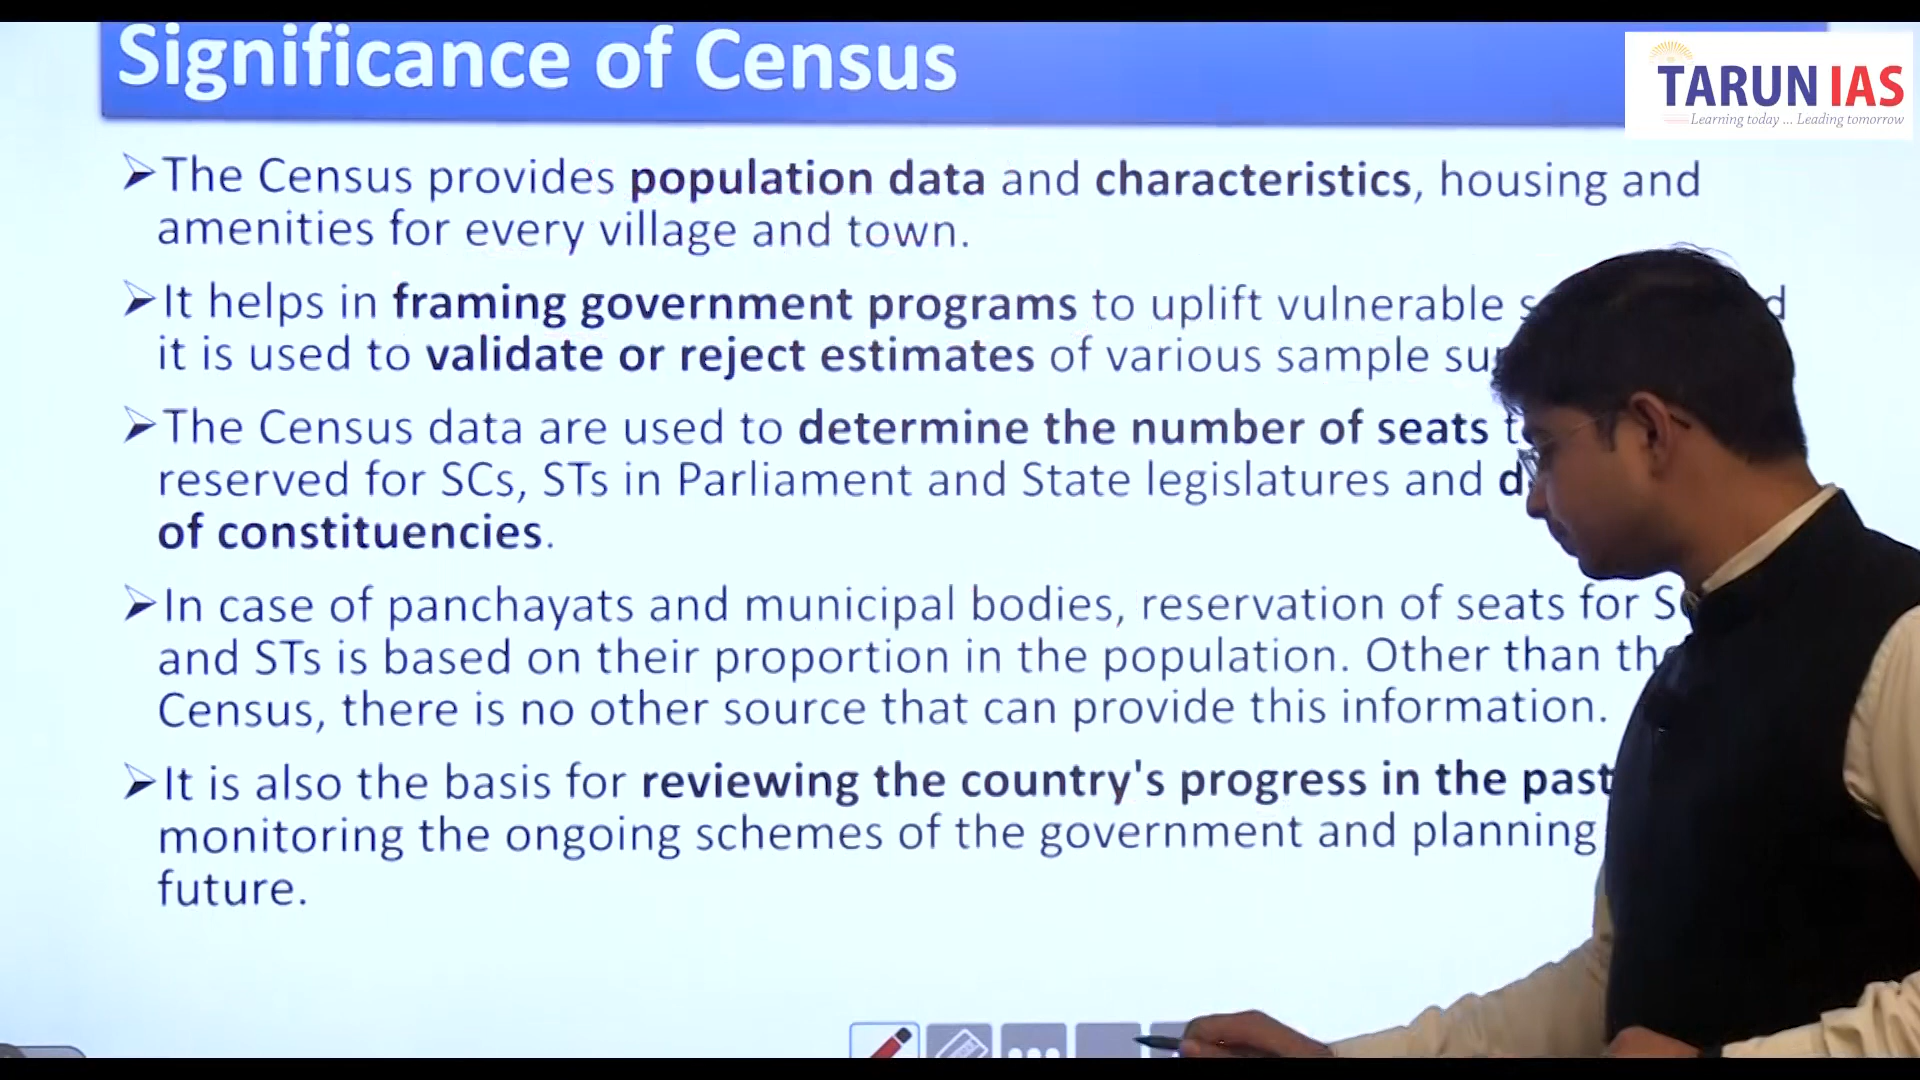 Significance of Census
TARUN IAS
Learning today ... Leading tomorrow
➢The Census provides population data and characteristics, housing and
amenities for every village and town.
➢It helps in framing government programs to uplift vulnerable
it is used to validate or reject estimates of various sample
➢The Census data are used to determine the number of seats
reserved for SCs, STs in Parliament and State legislatures and
of constituencies.
➢In case of panchayats and municipal bodies, reservation of seats for
and STs is based on their proportion in the population. Other than
Census, there is no other source that can provide this information.
➢It is also the basis for reviewing the country's progress in the past
monitoring the ongoing schemes of the government and planning
future.